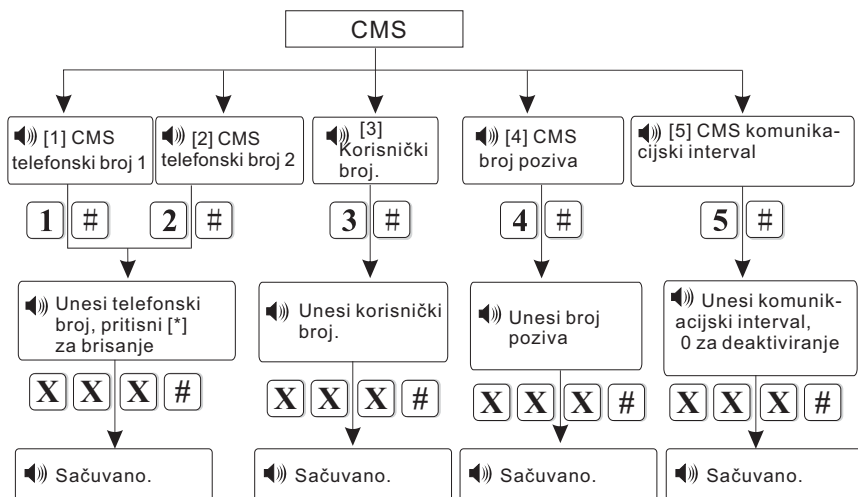 CMS
[1] CMS
telefonski broj 1
[2] CMS
telefonski broj 2
[3]
Korisnički
broj.
[4] CMS
broj poziva
[5] CMS komunika-
cijski interval
1 #
2 #
3 #
4 #
5 #
Unesi telefonski
broj, pritisni [*]
za brisanje
Unesi korisnički
broj.
Unesi broj
poziva
Unesi komunik-
acijski interval,
0 za deaktiviranje
X X X #
X X X #
X X X #
X X X #
Sačuvano.
Sačuvano.
Sačuvano.
Sačuvano.